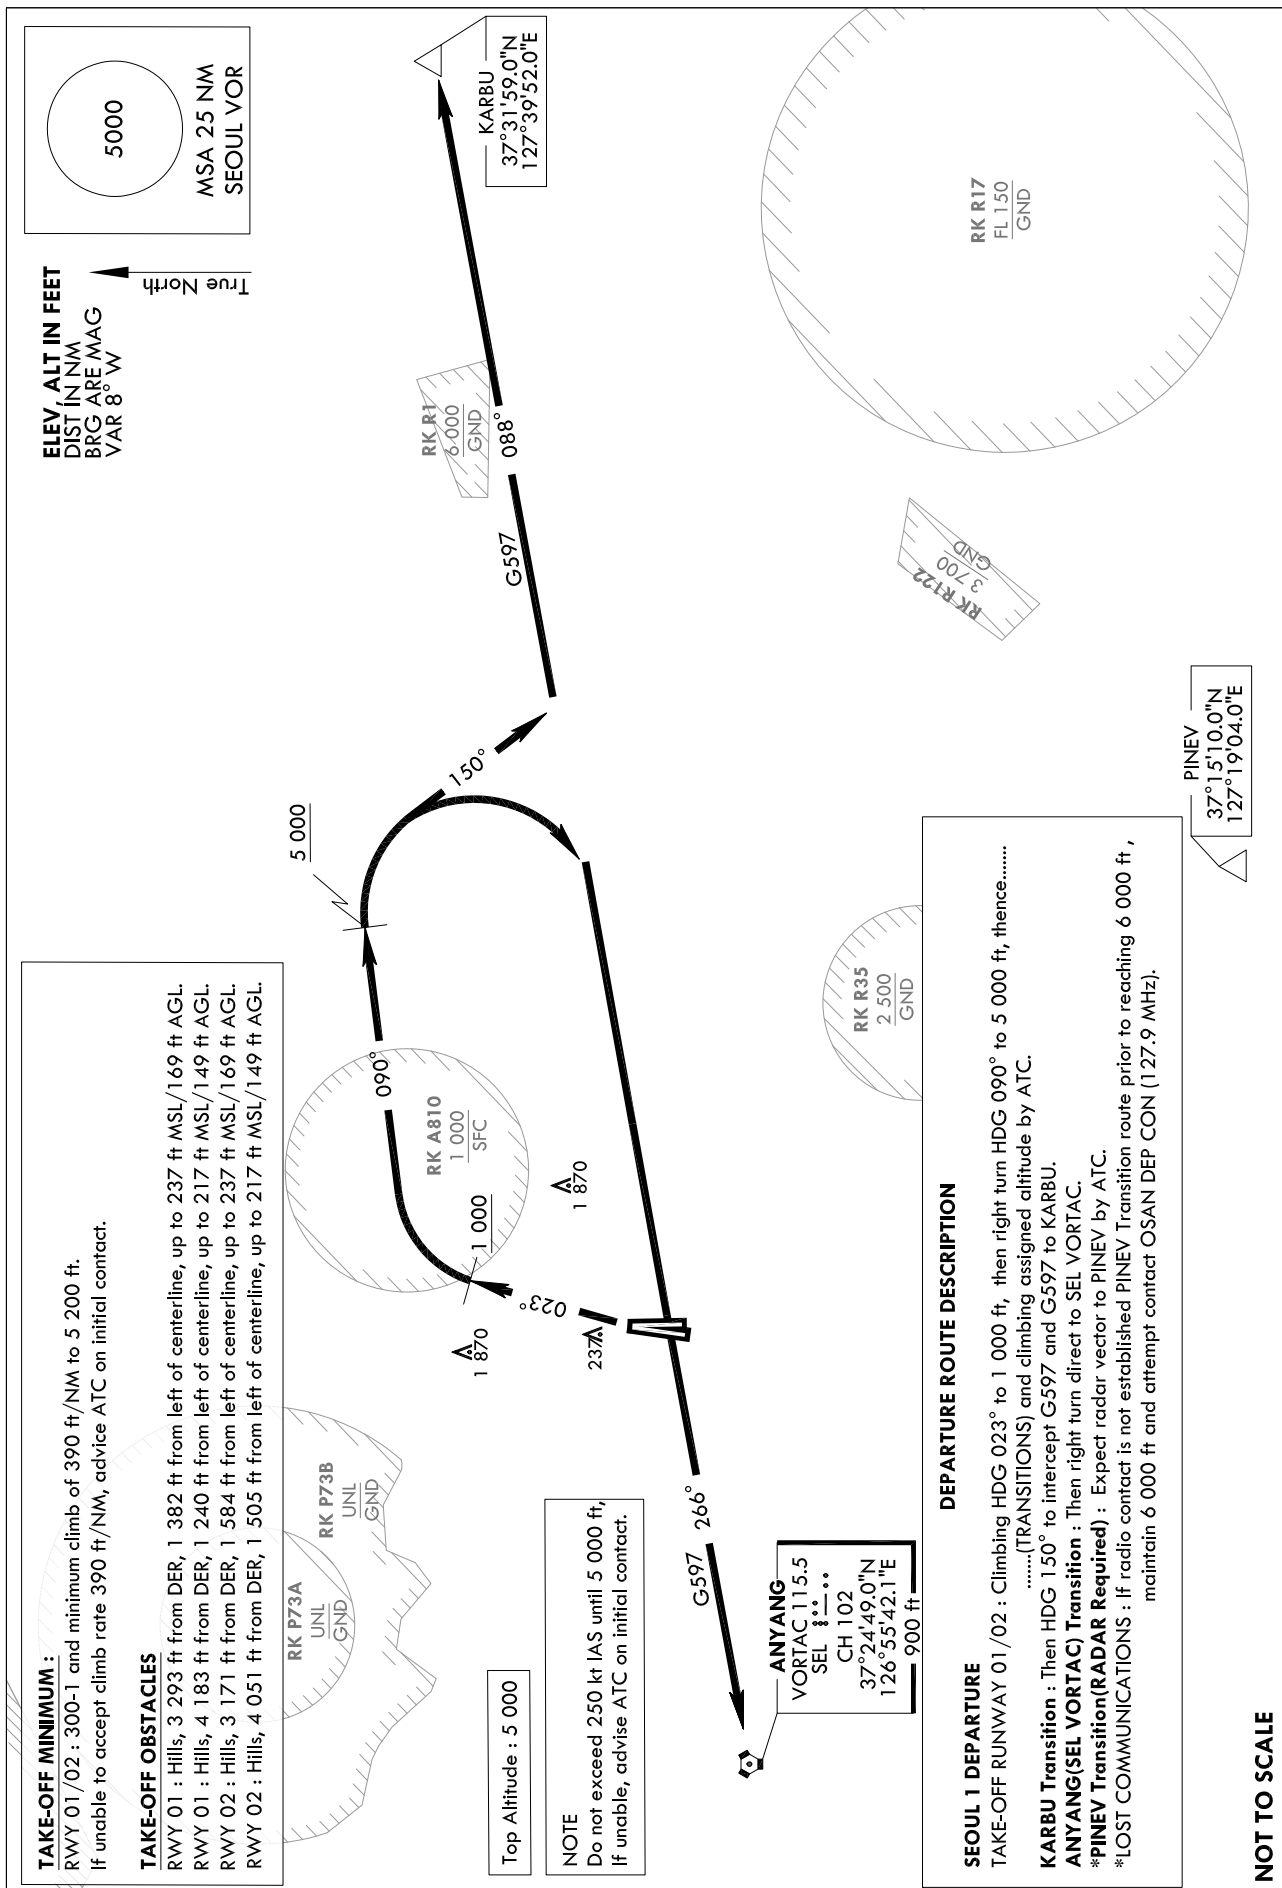 TAKE-OFF MINIMUM :
RWY 01/02 : 300-1 and minimum climb of 390 ft/NM to 5 200 ft.
If unable to accept climb rate 390 ft/NM, advice ATC on initial contact.
TAKE-OFF OBSTACLES
RWY 01 : Hills, 3 293 ft from DER, 1 382 ft from left of centerline, up to 237 ft MSL/169 ft AGL.
RWY 01 : Hills, 4 183 ft from DER, 1 240 ft from left of centerline, up to 217 ft MSL/149 ft AGL.
RWY 02 : Hills, 3 171 ft from DER, 1 584 ft from left of centerline, up to 237 ft MSL/169 ft AGL.
RWY 02 : Hills, 4 051 ft from DER, 1 505 ft from left of centerline, up to 217 ft MSL/149 ft AGL.
ELEV, ALT IN FEET
DIST IN NM
BRG ARE MAG
VAR 8° W
True North
5000
MSA 25 NM
SEOUL VOR
RK P73A
UNL
GND
RK P73B
UNL
GND
5 000
090°
RK A810
1 000
SFC
1 000
1 870
1 870
023°
237
150°
RK R1
6 000
GND
088°
G597
KARBU
37°31'59.0"N
127°39'52.0"E
Top Altitude : 5 000
NOTE
Do not exceed 250 kt IAS until 5 000 ft,
If unable, advise ATC on initial contact.
G597
266°
ANYANG
VORTAC 115.5
SEL
CH 102
37°24'49.0"N
126°55'42.1"E
900 ft
RK R35
2 500
GND
RK R122
3 700
GND
RK R17
FL 150
GND
PINEV
37°15'10.0"N
127°19'04.0"E
DEPARTURE ROUTE DESCRIPTION
SEOUL 1 DEPARTURE
TAKE-OFF RUNWAY 01/02 : Climbing HDG 023° to 1 000 ft, then right turn HDG 090° to 5 000 ft, thence.......
.......(TRANSITIONS) and climbing assigned altitude by ATC.
KARBU Transition : Then HDG 150° to intercept G597 and G597 to KARBU.
ANYANG(SEL VORTAC) Transition : Then right turn direct to SEL VORTAC.
*PINEV Transition(RADAR Required) : Expect radar vector to PINEV by ATC.
*LOST COMMUNICATIONS : If radio contact is not established PINEV Transition route prior to reaching 6 000 ft ,
maintain 6 000 ft and attempt contact OSAN DEP CON (127.9 MHz).
NOT TO SCALE